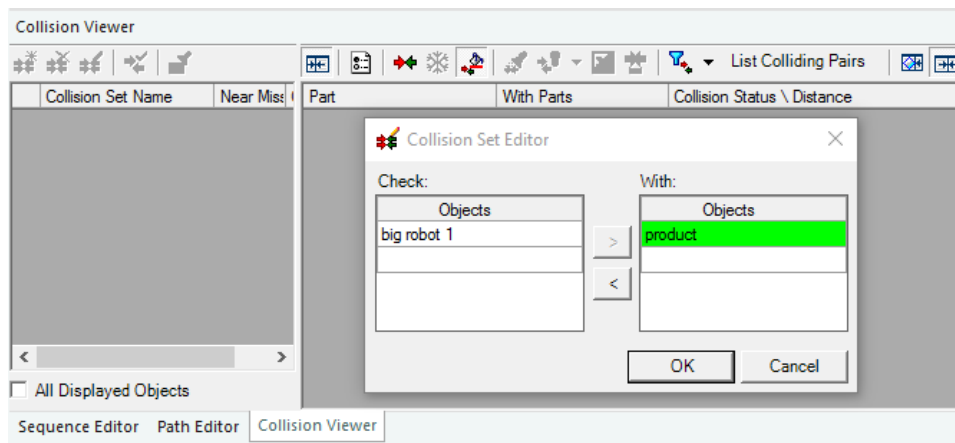 Collision Viewer
List Colliding Pairs
Collision Set Name Near Miss
Part With Parts Collision Status \ Distance
Collision Set Editor
Check: With:
Objects Objects
big robot 1 product
>
<
OK Cancel
All Displayed Objects
Sequence Editor Path Editor Collision Viewer